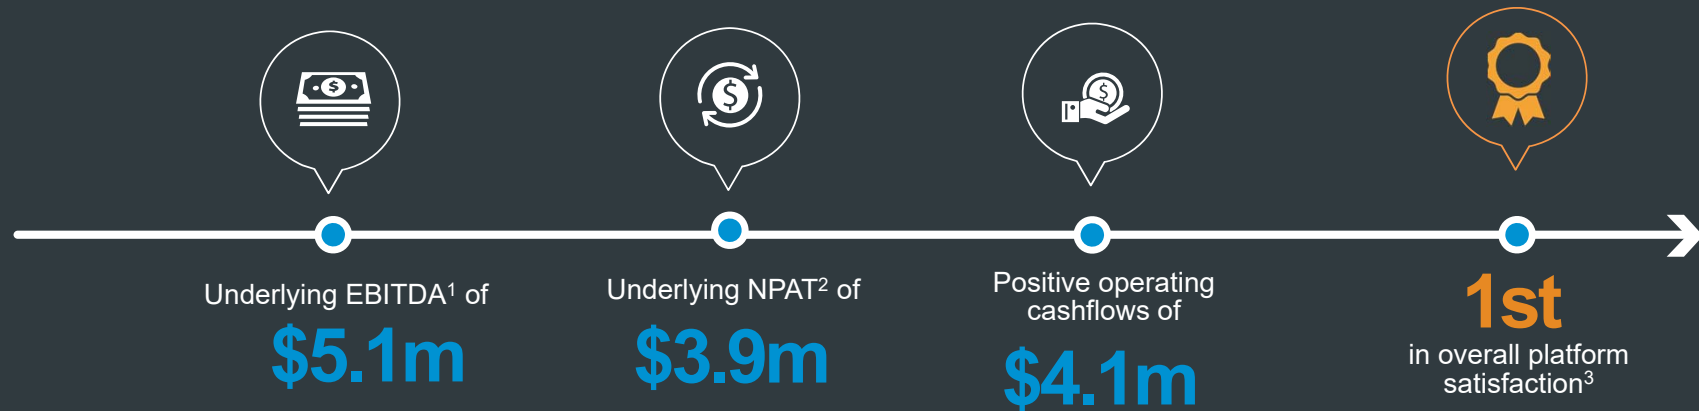 Underlying EBITDA¹ of
$5.1m
Underlying NPAT² of
$3.9m
Positive operating
cashflows of
$4.1m
1st
in overall platform
satisfaction³